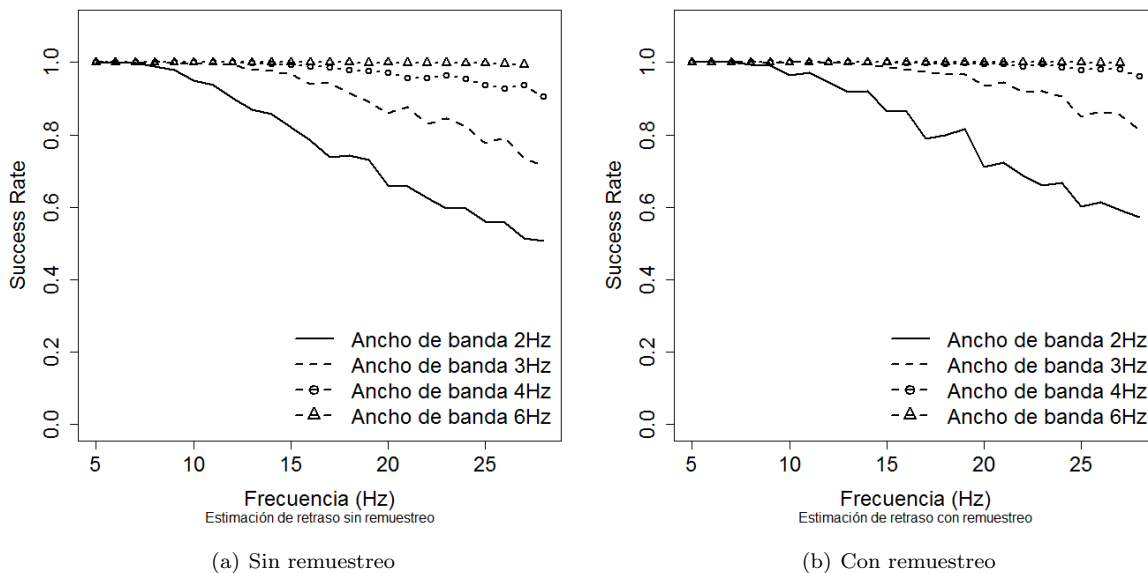 Success Rate
1.0
0.8
0.6
0.4
0.2
0.0
Ancho de banda 2Hz
Ancho de banda 3Hz
Ancho de banda 4Hz
Ancho de banda 6Hz
5 10 15 20 25
Frecuencia (Hz)
Estimación de retraso sin remuestreo
(a) Sin remuestreo
Success Rate
1.0
0.8
0.6
0.4
0.2
0.0
Ancho de banda 2Hz
Ancho de banda 3Hz
Ancho de banda 4Hz
Ancho de banda 6Hz
5 10 15 20 25
Frecuencia (Hz)
Estimación de retraso con remuestreo
(b) Con remuestreo